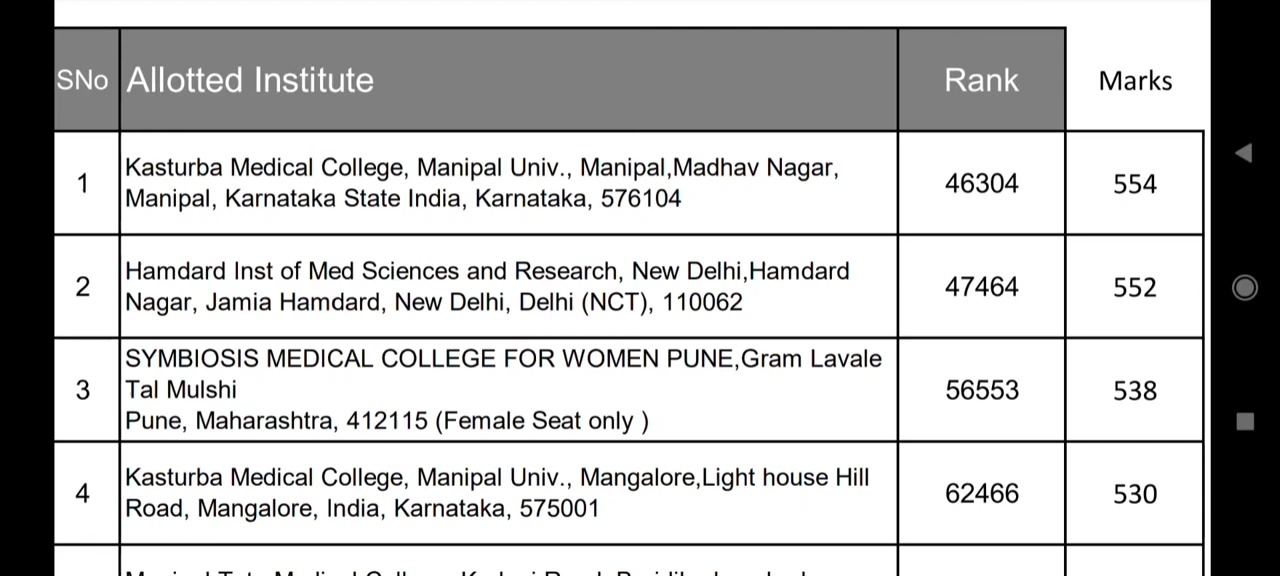 SNo Allotted Institute Rank Marks
1 Kasturba Medical College, Manipal Univ., Manipal,Madhav Nagar,
Manipal, Karnataka State India, Karnataka, 576104 46304 554
2 Hamdard Inst of Med Sciences and Research, New Delhi,Hamdard
Nagar, Jamia Hamdard, New Delhi, Delhi (NCT), 110062 47464 552
SYMBIOSIS MEDICAL COLLEGE FOR WOMEN PUNE,Gram Lavale
3 Tal Mulshi 56553 538
Pune, Maharashtra, 412115 (Female Seat only )
4 Kasturba Medical College, Manipal Univ., Mangalore,Light house Hill
Road, Mangalore, India, Karnataka, 575001 62466 530